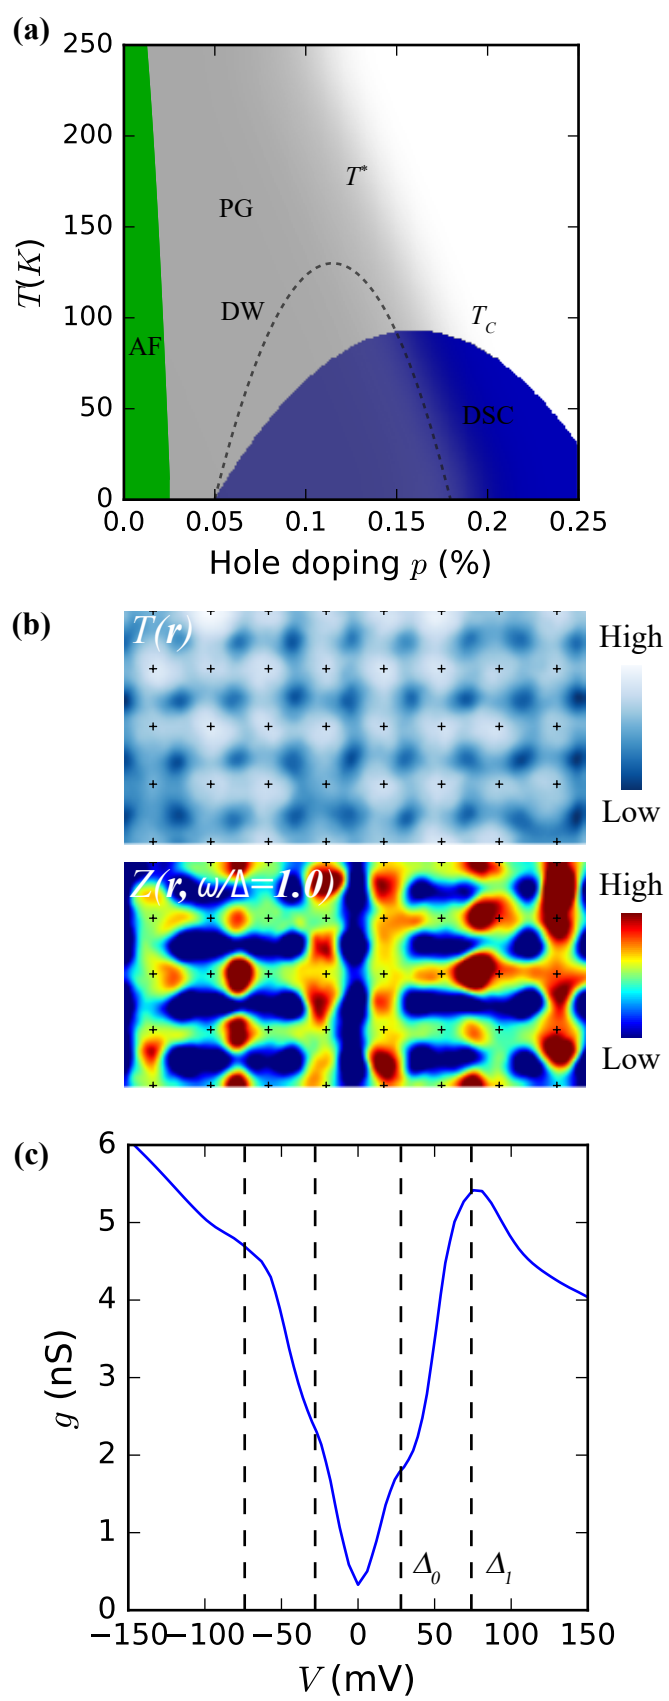 (a)
250
200
150
100
50
0
T(K)
T*
PG
DW
T_C
AF
DSC
0.0 0.05 0.1 0.15 0.2 0.25
Hole doping p (%)
(b)
T(r)
High
Low
Z(r, ω/Δ=1.0)
High
Low
(c)
6
5
4
3
2
1
0
g (nS)
Δ_0 Δ_1
−150 −100 −50 0 50 100 150
V (mV)